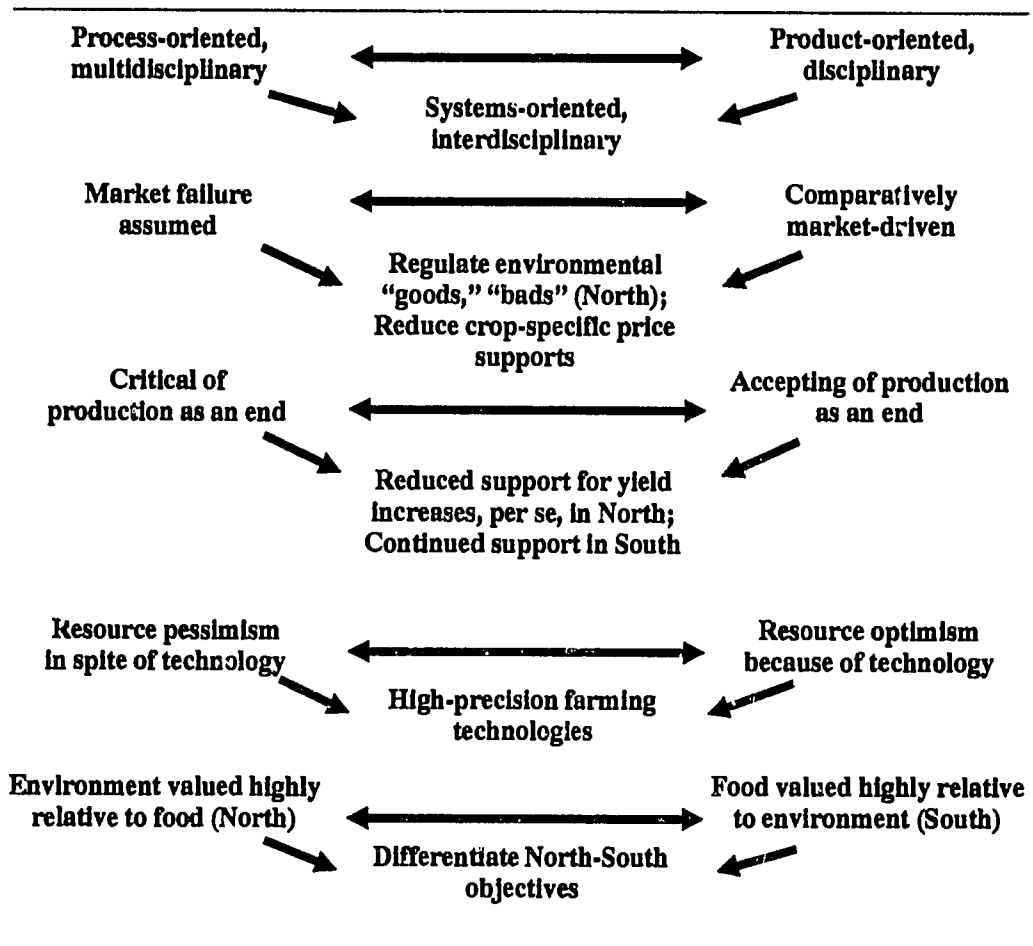 Process-oriented,
multidisciplinary
Product-oriented,
disciplinary
Systems-oriented,
interdisciplinary
Market failure
assumed
Comparatively
market-driven
Regulate environmental
“goods,” “bads” (North);
Reduce crop-specific price
supports
Critical of
production as an end
Accepting of production
as an end
Reduced support for yield
increases, per se, in North;
Continued support in South
Resource pessimism
in spite of technology
Resource optimism
because of technology
High-precision farming
technologies
Environment valued highly
relative to food (North)
Food valued highly relative
to environment (South)
Differentiate North-South
objectives